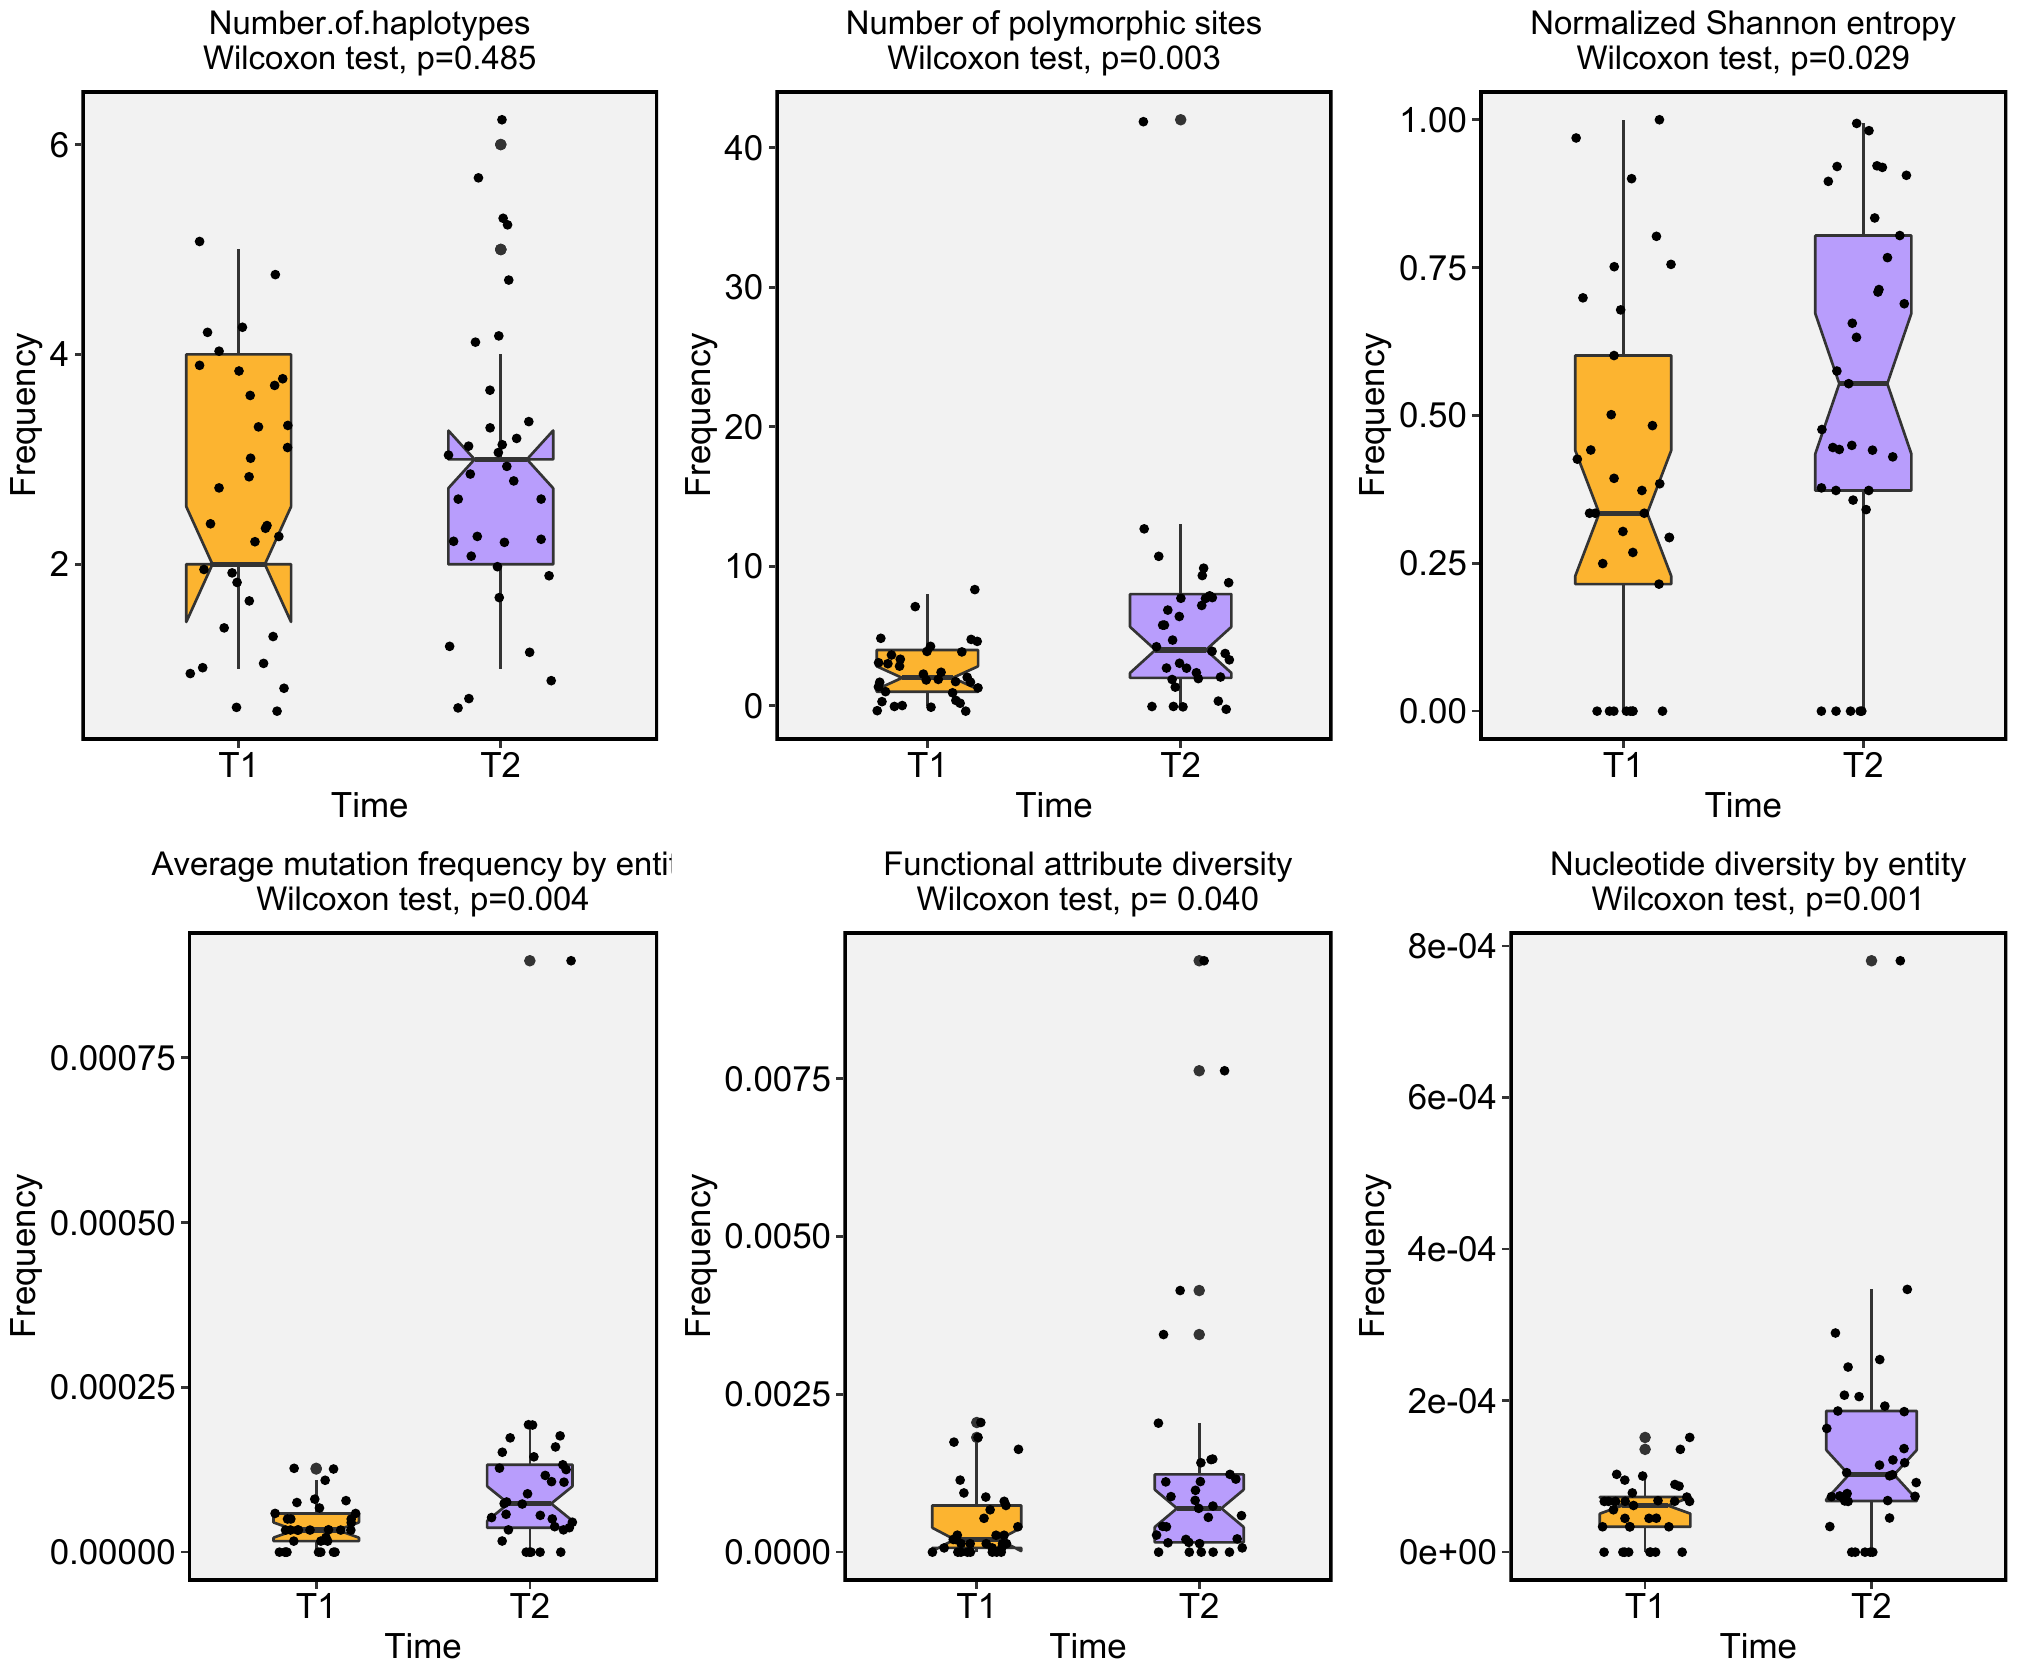 Number.of.haplotypes
Wilcoxon test, p=0.485
Frequency
6
4
2
T1
T2
Time
Number of polymorphic sites
Wilcoxon test, p=0.003
Frequency
40
30
20
10
0
T1
T2
Time
Normalized Shannon entropy
Wilcoxon test, p=0.029
Frequency
1.00
0.75
0.50
0.25
0.00
T1
T2
Time
Average mutation frequency by entit
Wilcoxon test, p=0.004
Frequency
0.00075
0.00050
0.00025
0.00000
T1
T2
Time
Functional attribute diversity
Wilcoxon test, p= 0.040
Frequency
0.0075
0.0050
0.0025
0.0000
T1
T2
Time
Nucleotide diversity by entity
Wilcoxon test, p=0.001
Frequency
8e-04
6e-04
4e-04
2e-04
0e+00
T1
T2
Time